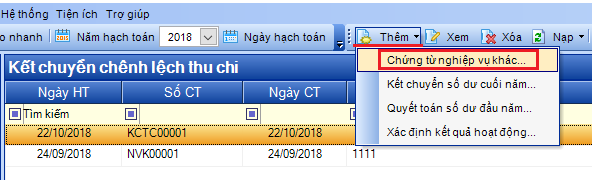 Hệ thống Tiện ích Trợ giúp
o nhanh Năm hạch toán 2018 Ngày hạch toán Thêm Xem Xóa Nạp
Chứng từ nghiệp vụ khác...
Kết chuyển số dư cuối năm...
Quyết toán số dư đầu năm...
Xác định kết quả hoạt động...
Kết chuyển chênh lệch thu chi
Ngày HT Số CT Ngày CT
Tìm kiếm
22/10/2018 KCTC00001 22/10/2018
24/09/2018 NVK00001 24/09/2018 1111